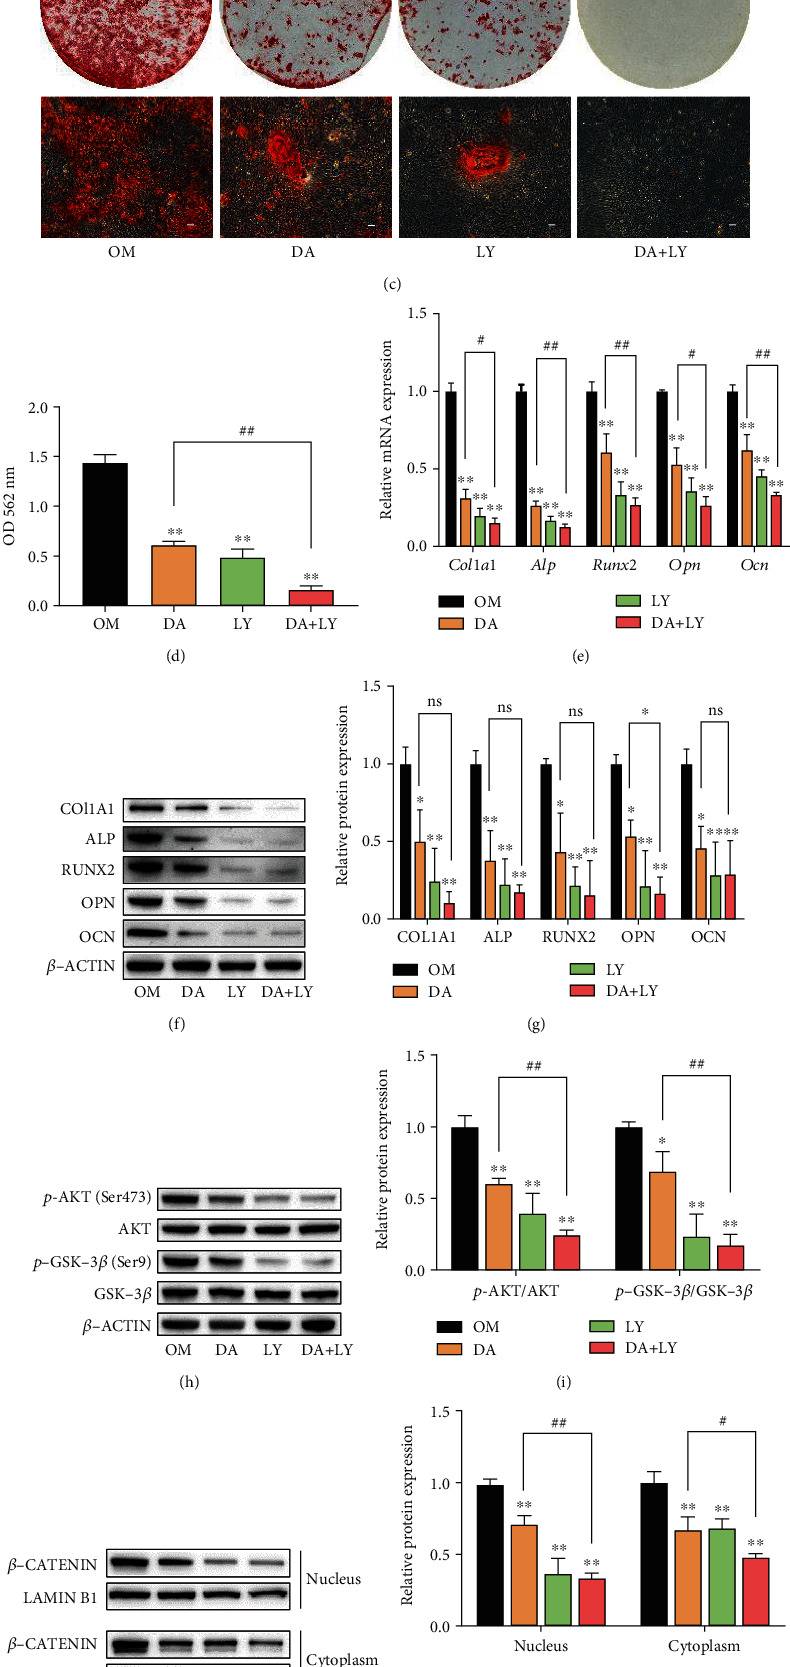 OM DA LY DA+LY
(c)
2.0
1.5
1.0
0.5
0.0
OD 562 nm
##
** ** **
OM DA LY DA+LY
(d)
1.5
1.0
0.5
0.0
Relative mRNA expression
# ## ## # ##
** ** ** ** ** ** ** ** ** ** ** ** ** ** **
Col1a1 Alp Runx2 Opn Ocn
OM LY
DA DA+LY
(e)
COl1A1
ALP
RUNX2
OPN
OCN
β–ACTIN
OM DA LY DA+LY
(f)
1.5
1.0
0.5
0.0
Relative protein expression
ns ns ns * ns
* ** ** ** ** ** * ** ** * ** ** * ** **
COL1A1 ALP RUNX2 OPN OCN
OM LY
DA DA+LY
(g)
p-AKT (Ser473)
AKT
p–GSK–3β (Ser9)
GSK–3β
β–ACTIN
OM DA LY DA+LY
(h)
1.5
1.0
0.5
0.0
Relative protein expression
## ##
** ** ** * ** **
p-AKT/AKT p–GSK–3β/GSK–3β
OM LY
DA DA+LY
(i)
β–CATENIN
LAMIN B1
Nucleus
β–CATENIN
Cytoplasm
1.5
1.0
0.5
0.0
Relative protein expression
## #
** ** ** ** ** **
Nucleus Cytoplasm